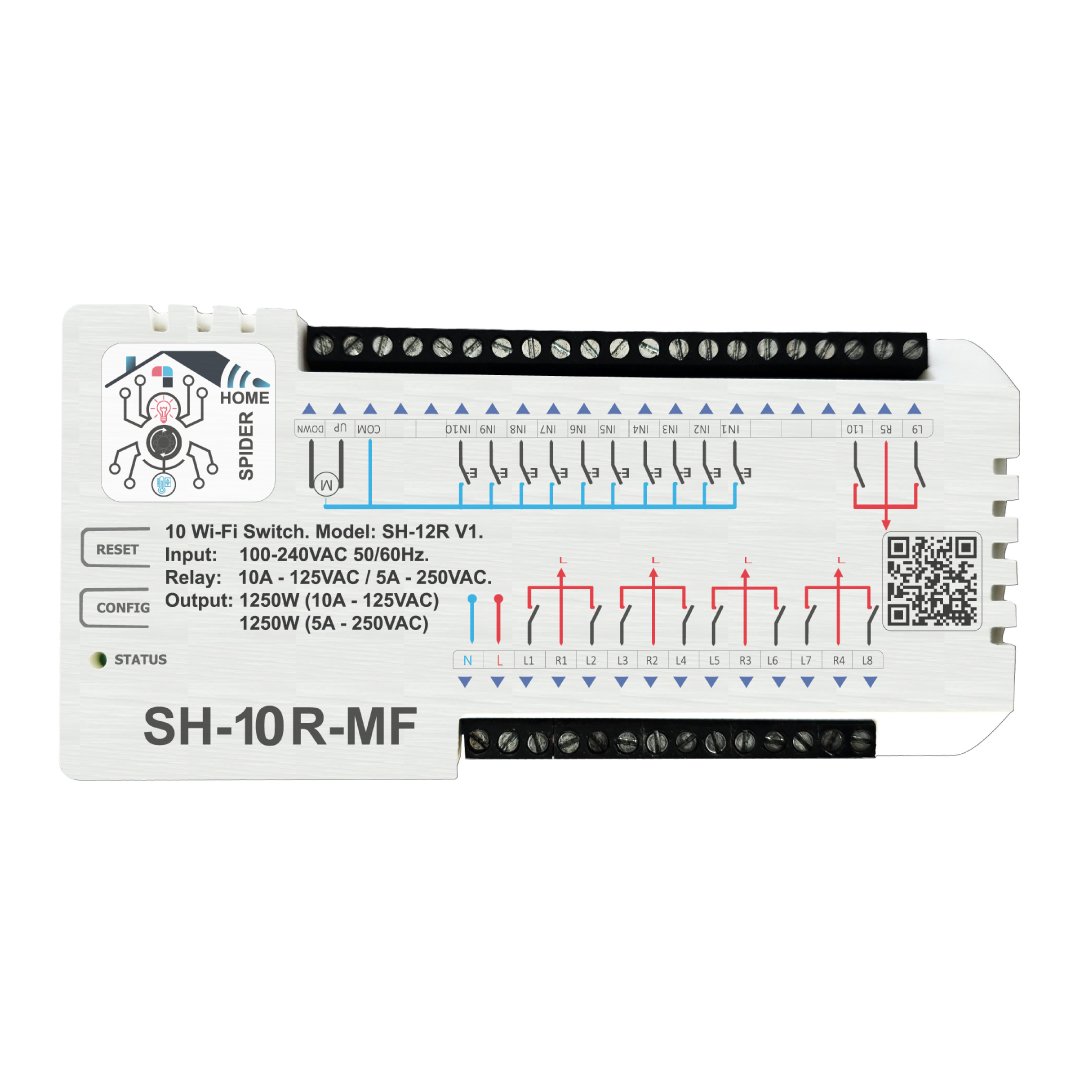 HOME
SPIDER
DOWN UP COM IN10 IN9 IN8 IN7 IN6 IN5 IN4 IN3 IN2 IN1 L10 R5 L9
M
E E E E E E E E E E
RESET
CONFIG
STATUS
10 Wi-Fi Switch. Model: SH-12R V1.
Input: 100-240VAC 50/60Hz.
Relay: 10A - 125VAC / 5A - 250VAC.
Output: 1250W (10A - 125VAC)
1250W (5A - 250VAC)
L L L L
N L L1 R1 L2 L3 R2 L4 L5 R3 L6 L7 R4 L8
SH-10R-MF